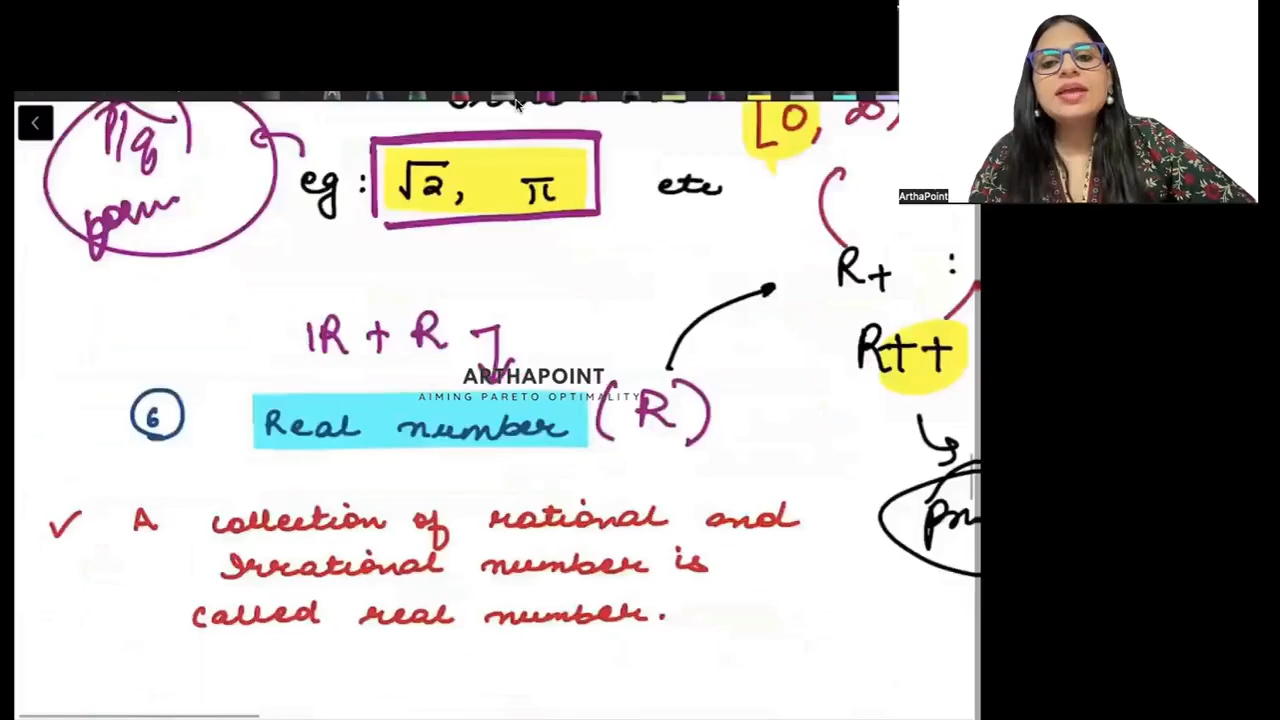 p/q
form
eg : √2, π etc
[0, ∞,
R+ :
R++
IR + R
ARTHAPOINT
AIMING PARETO OPTIMALITY
6 Real number (R)
✓ A collection of rational and
Irrational number is
called real number.
ArthaPoint